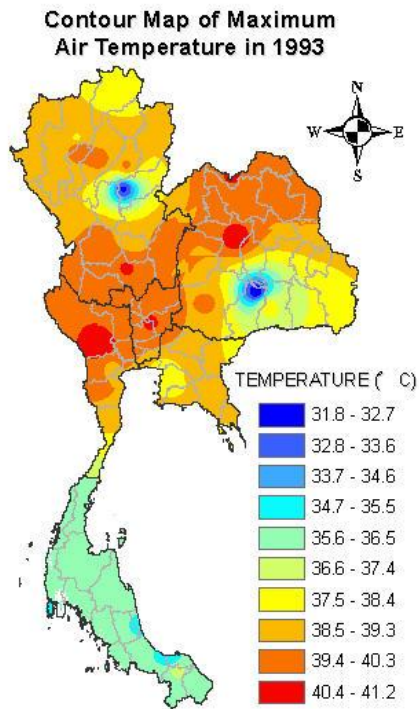 Contour Map of Maximum
Air Temperature in 1993
N
W E
S
TEMPERATURE (° C)
31.8 - 32.7
32.8 - 33.6
33.7 - 34.6
34.7 - 35.5
35.6 - 36.5
36.6 - 37.4
37.5 - 38.4
38.5 - 39.3
39.4 - 40.3
40.4 - 41.2